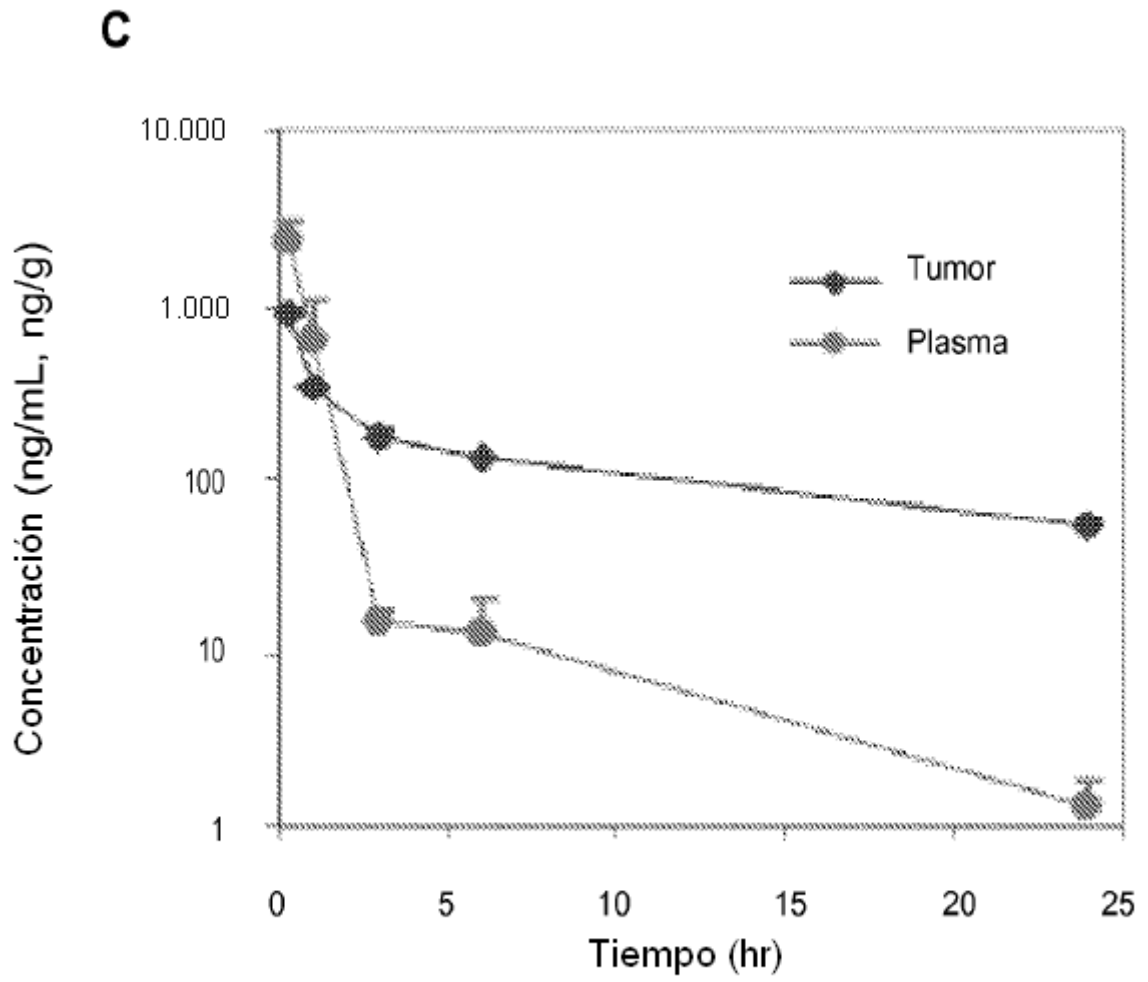 C
Concentración (ng/mL, ng/g)
10.000
1.000
100
10
1
Tumor
Plasma
0 5 10 15 20 25
Tiempo (hr)